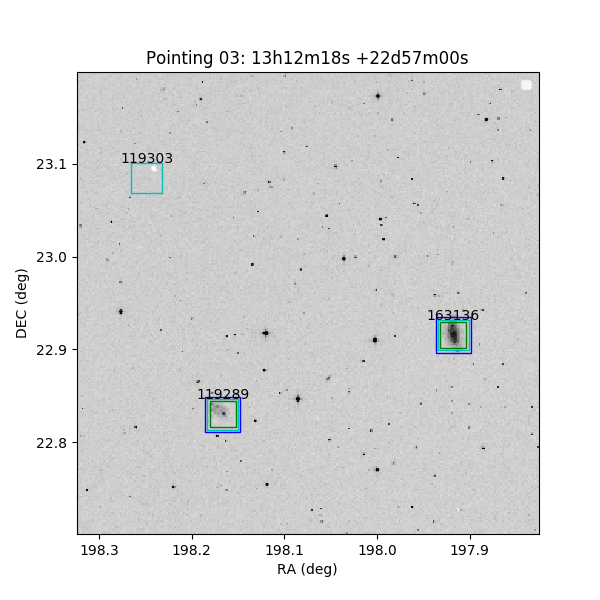 Pointing 03: 13h12m18s +22d57m00s
119303
23.1
23.0
DEC (deg)
163136
22.9
119289
22.8
198.3 198.2 198.1 198.0 197.9
RA (deg)